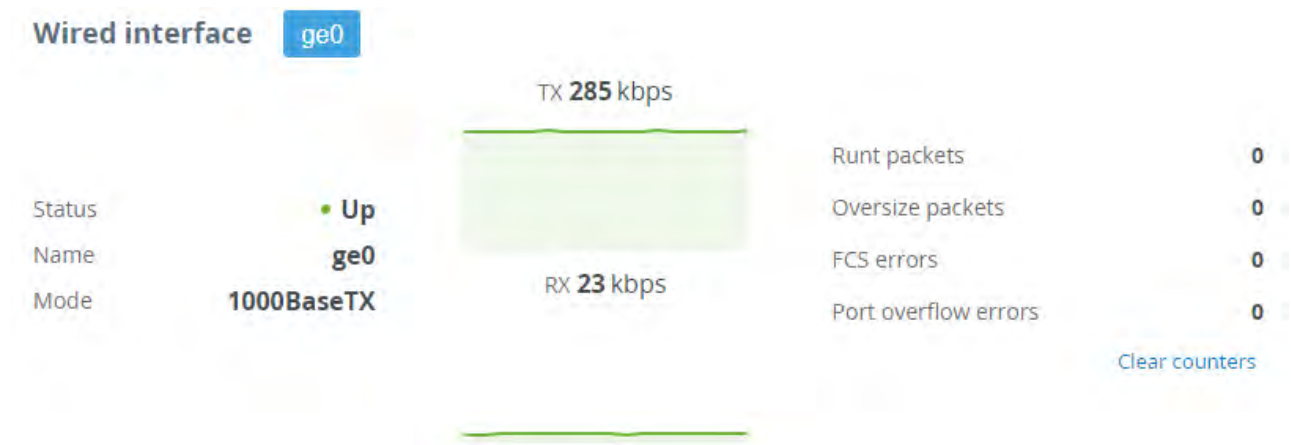 Wired interface ge0
TX 285 kbps
Status • Up
Name ge0
Mode 1000BaseTX
RX 23 kbps
Runt packets 0
Oversize packets 0
FCS errors 0
Port overflow errors 0
Clear counters